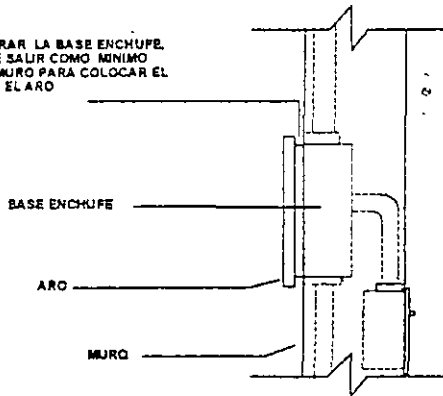 RAR LA BASE ENCHUFE,
SALIR COMO MINIMO
MURO PARA COLOCAR EL
EL ARO
BASE ENCHUFE
ARO
MURO